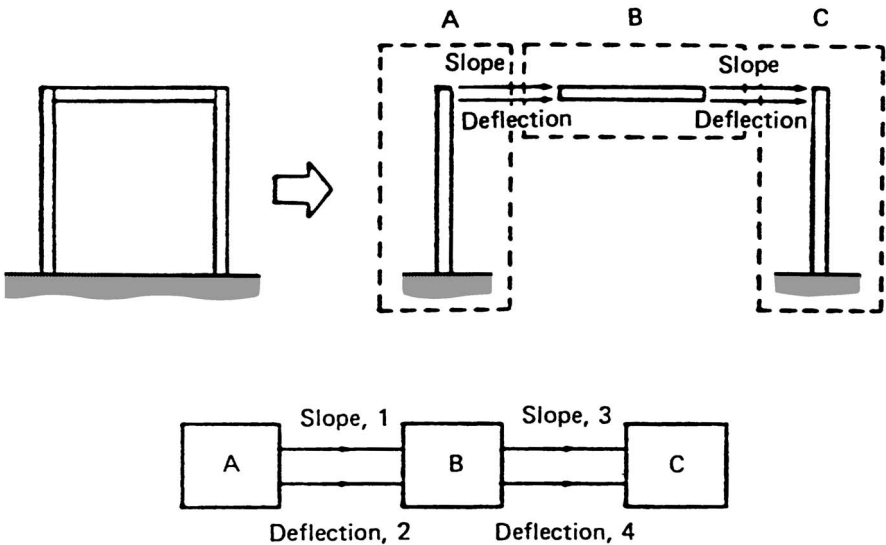 A B C
Slope Slope
Deflection Deflection
Slope, 1 Slope, 3
A B C
Deflection, 2 Deflection, 4